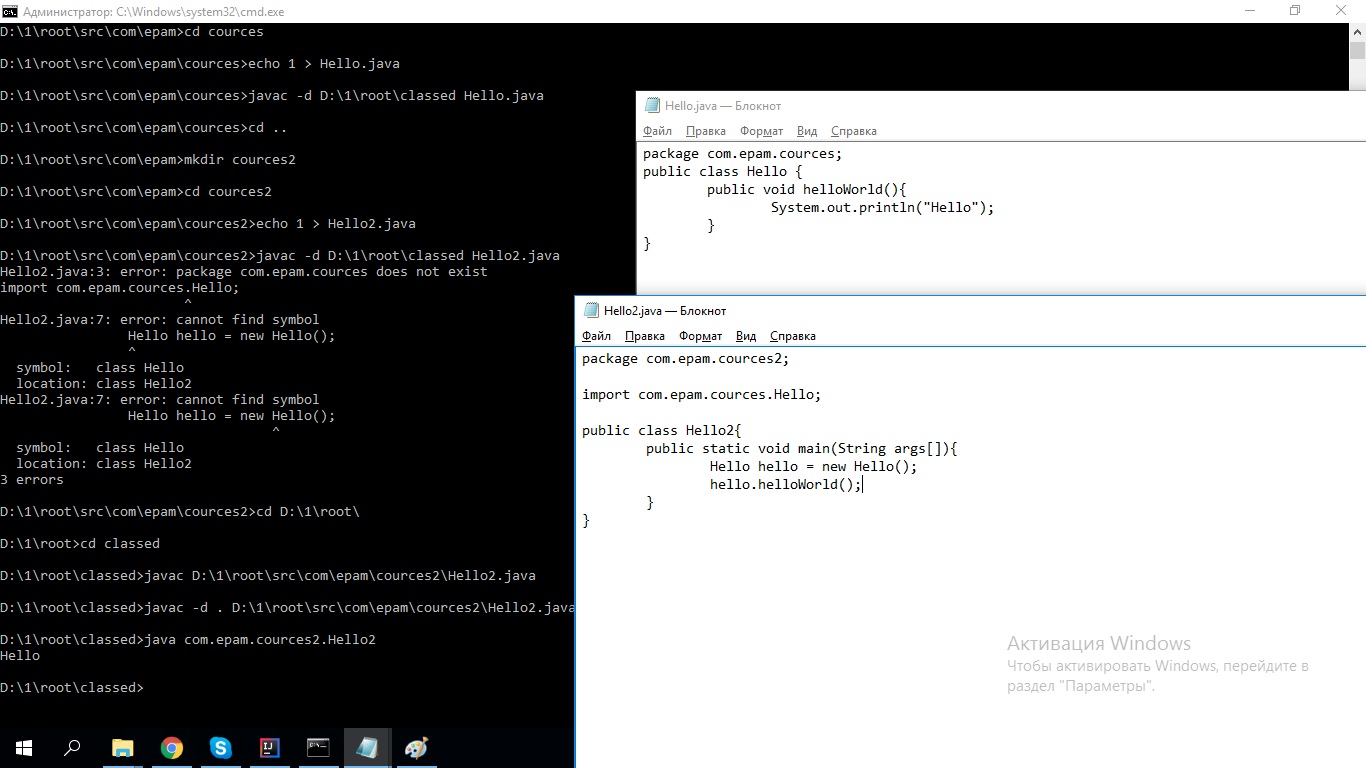 Администратор: C:\Windows\system32\cmd.exe
D:\1\root\src\com\epam>cd cources
D:\1\root\src\com\epam\cources>echo 1 > Hello.java
D:\1\root\src\com\epam\cources>javac -d D:\1\root\classed Hello.java
D:\1\root\src\com\epam\cources>cd ..
D:\1\root\src\com\epam>mkdir cources2
D:\1\root\src\com\epam>cd cources2
D:\1\root\src\com\epam\cources2>echo 1 > Hello2.java
D:\1\root\src\com\epam\cources2>javac -d D:\1\root\classed Hello2.java
Hello2.java:3: error: package com.epam.cources does not exist
import com.epam.cources.Hello;
^
Hello2.java:7: error: cannot find symbol
Hello hello = new Hello();
^
symbol:   class Hello
location: class Hello2
Hello2.java:7: error: cannot find symbol
Hello hello = new Hello();
^
symbol:   class Hello
location: class Hello2
3 errors
D:\1\root\src\com\epam\cources2>cd D:\1\root\
D:\1\root>cd classed
D:\1\root\classed>javac D:\1\root\src\com\epam\cources2\Hello2.java
D:\1\root\classed>javac -d . D:\1\root\src\com\epam\cources2\Hello2.java
D:\1\root\classed>java com.epam.cources2.Hello2
Hello
D:\1\root\classed>
Hello.java — Блокнот
Файл Правка Формат Вид Справка
package com.epam.cources;
public class Hello {
public void helloWorld(){
System.out.println("Hello");
}
}
Hello2.java — Блокнот
Файл Правка Формат Вид Справка
package com.epam.cources2;
import com.epam.cources.Hello;
public class Hello2{
public static void main(String args[]){
Hello hello = new Hello();
hello.helloWorld();
}
}
Активация Windows
Чтобы активировать Windows, перейдите в
раздел "Параметры".